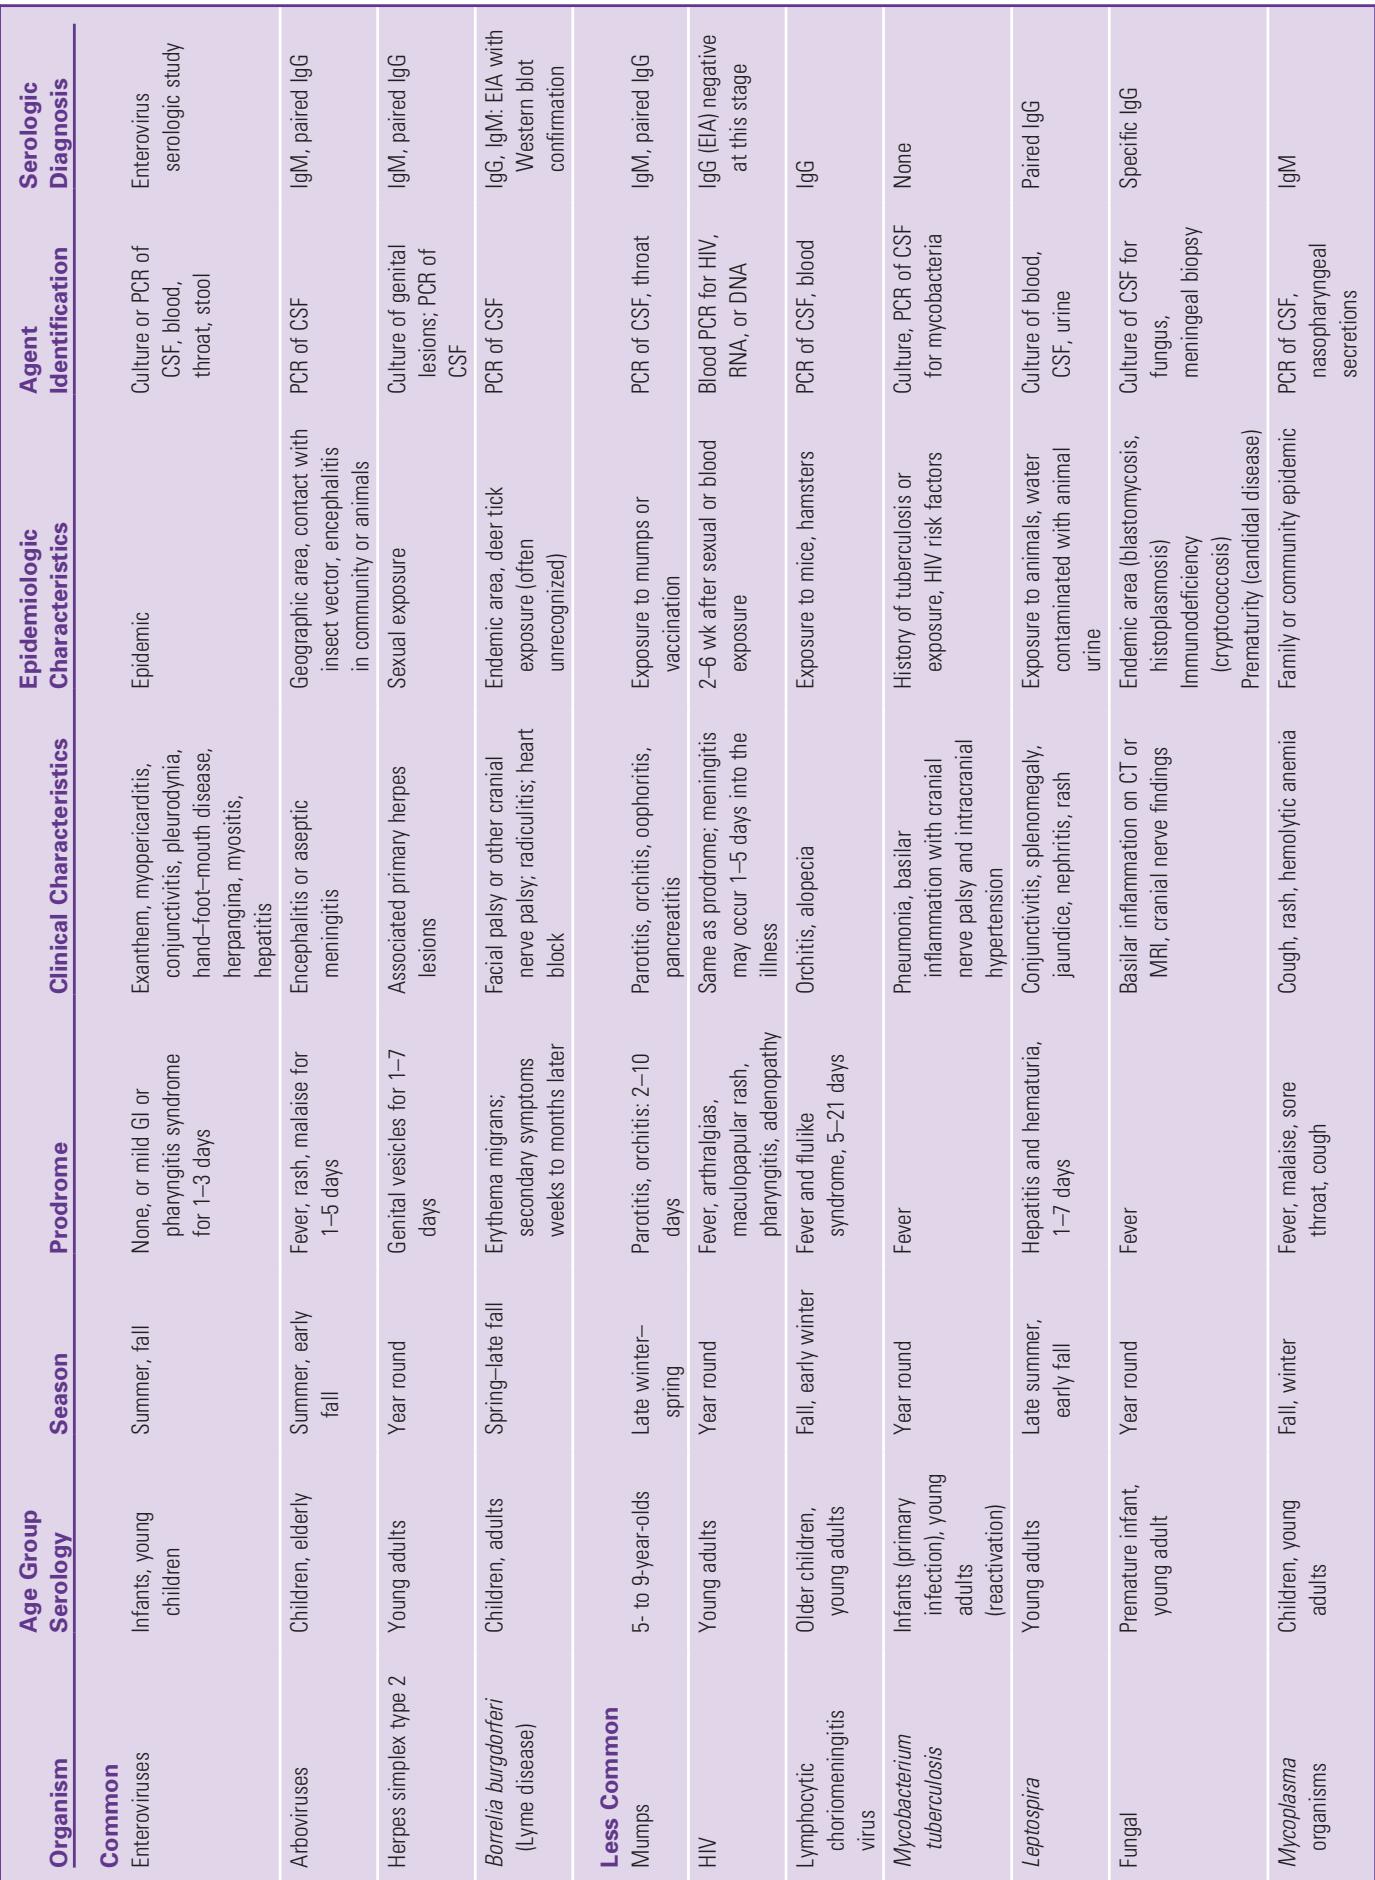 Organism
Age Group
Serology
Season
Prodrome
Clinical Characteristics
Epidemiologic
Characteristics
Agent
Identification
Serologic
Diagnosis
Common
Enteroviruses
Infants, young
children
Summer, fall
None, or mild GI or
pharyngitis syndrome
for 1–3 days
Exanthem, myopericarditis,
conjunctivitis, pleurodynia,
hand–foot–mouth disease,
herpangina, myositis,
hepatitis
Epidemic
Culture or PCR of
CSF, blood,
throat, stool
Enterovirus
serologic study
Arboviruses
Children, elderly
Summer, early
fall
Fever, rash, malaise for
1–5 days
Encephalitis or aseptic
meningitis
Geographic area, contact with
insect vector, encephalitis
in community or animals
PCR of CSF
IgM, paired IgG
Herpes simplex type 2
Young adults
Year round
Genital vesicles for 1–7
days
Associated primary herpes
lesions
Sexual exposure
Culture of genital
lesions; PCR of
CSF
IgM, paired IgG
Borrelia burgdorferi
(Lyme disease)
Children, adults
Spring–late fall
Erythema migrans;
secondary symptoms
weeks to months later
Facial palsy or other cranial
nerve palsy; radiculitis; heart
block
Endemic area, deer tick
exposure (often
unrecognized)
PCR of CSF
IgG, IgM: EIA with
Western blot
confirmation
Less Common
Mumps
5- to 9-year-olds
Late winter–
spring
Parotitis, orchitis: 2–10
days
Parotitis, orchitis, oophoritis,
pancreatitis
Exposure to mumps or
vaccination
PCR of CSF, throat
IgM, paired IgG
HIV
Young adults
Year round
Fever, arthralgias,
maculopapular rash,
pharyngitis, adenopathy
Same as prodrome; meningitis
may occur 1–5 days into the
illness
2–6 wk after sexual or blood
exposure
Blood PCR for HIV,
RNA, or DNA
IgG (EIA) negative
at this stage
Lymphocytic
choriomeningitis
virus
Older children,
young adults
Fall, early winter
Fever and flulike
syndrome, 5–21 days
Orchitis, alopecia
Exposure to mice, hamsters
PCR of CSF, blood
IgG
Mycobacterium
tuberculosis
Infants (primary
infection), young
adults
(reactivation)
Year round
Fever
Pneumonia, basilar
inflammation with cranial
nerve palsy and intracranial
hypertension
History of tuberculosis or
exposure, HIV risk factors
Culture, PCR of CSF
for mycobacteria
None
Leptospira
Young adults
Late summer,
early fall
Hepatitis and hematuria,
1–7 days
Conjunctivitis, splenomegaly,
jaundice, nephritis, rash
Exposure to animals, water
contaminated with animal
urine
Culture of blood,
CSF, urine
Paired IgG
Fungal
Premature infant,
young adult
Year round
Fever
Basilar inflammation on CT or
MRI, cranial nerve findings
Endemic area (blastomycosis,
histoplasmosis)
Immunodeficiency
(cryptococcosis)
Prematurity (candidal disease)
Culture of CSF for
fungus,
meningeal biopsy
Specific IgG
Mycoplasma
organisms
Children, young
adults
Fall, winter
Fever, malaise, sore
throat, cough
Cough, rash, hemolytic anemia
Family or community epidemic
PCR of CSF,
nasopharyngeal
secretions
IgM